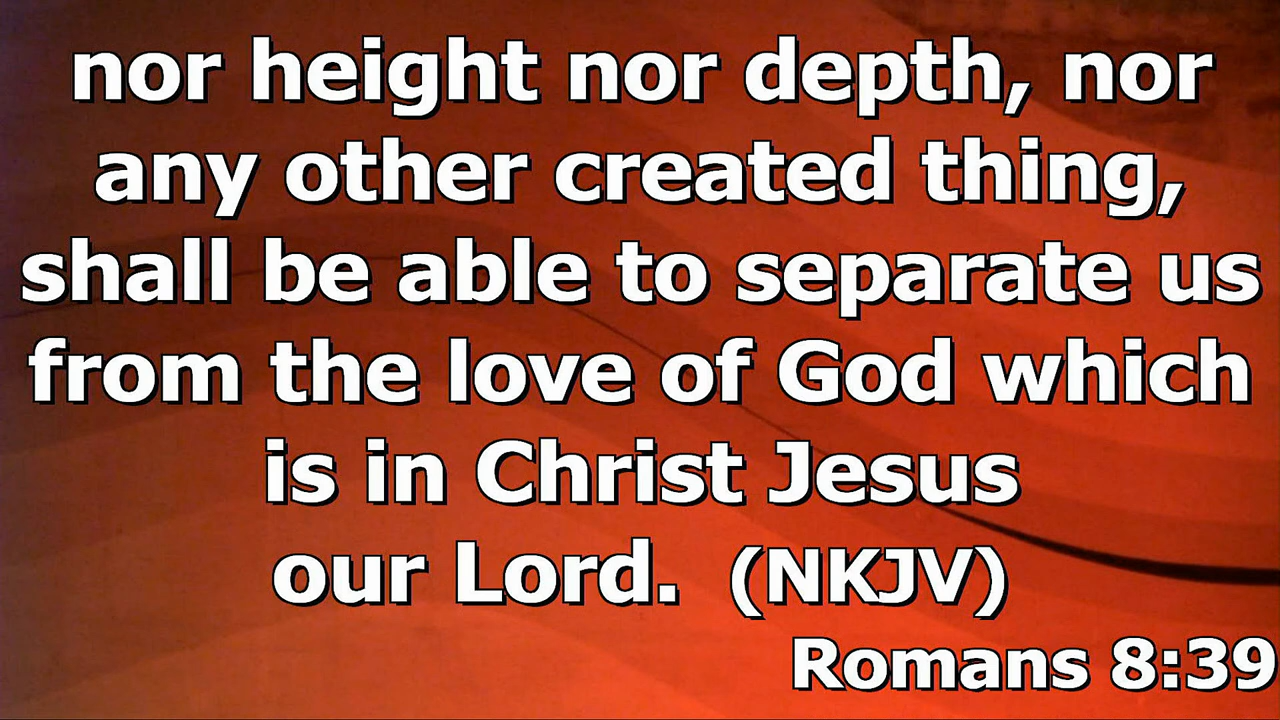 nor height nor depth, nor
any other created thing,
shall be able to separate us
from the love of God which
is in Christ Jesus
our Lord. (NKJV)
Romans 8:39